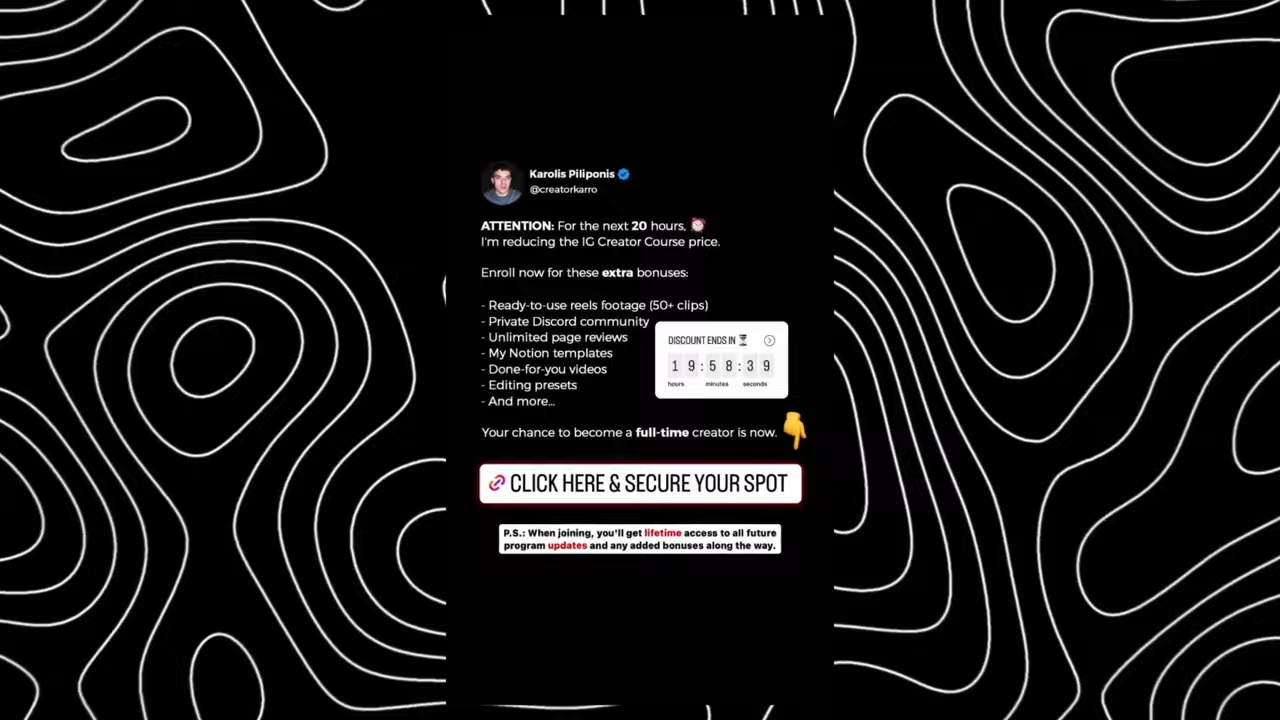 Karolis Piliponis
@creatorkarro
ATTENTION: For the next 20 hours, ⏰
I'm reducing the IG Creator Course price.
Enroll now for these extra bonuses:
- Ready-to-use reels footage (50+ clips)
- Private Discord community
- Unlimited page reviews
- My Notion templates
- Done-for-you videos
- Editing presets
- And more...
DISCOUNT ENDS IN ⏳
19:58:39
hours minutes seconds
Your chance to become a full-time creator is now. 👇
CLICK HERE & SECURE YOUR SPOT
P.S.: When joining, you'll get lifetime access to all future
program updates and any added bonuses along the way.